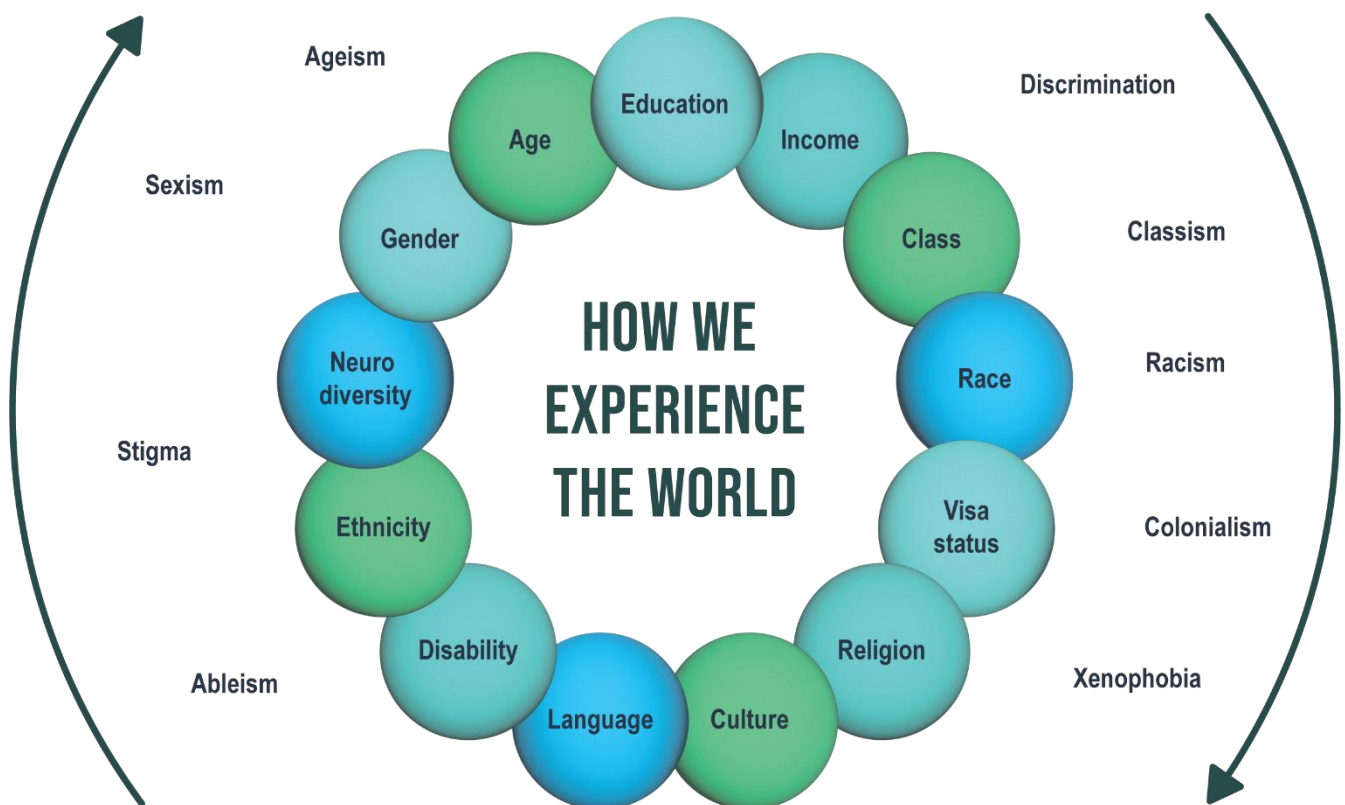 Ageism
Education
Discrimination
Age
Income
Sexism
Gender
Class
Classism
HOW WE
EXPERIENCE
THE WORLD
Neuro
diversity
Race
Racism
Stigma
Ethnicity
Visa
status
Colonialism
Disability
Religion
Ableism
Xenophobia
Language
Culture